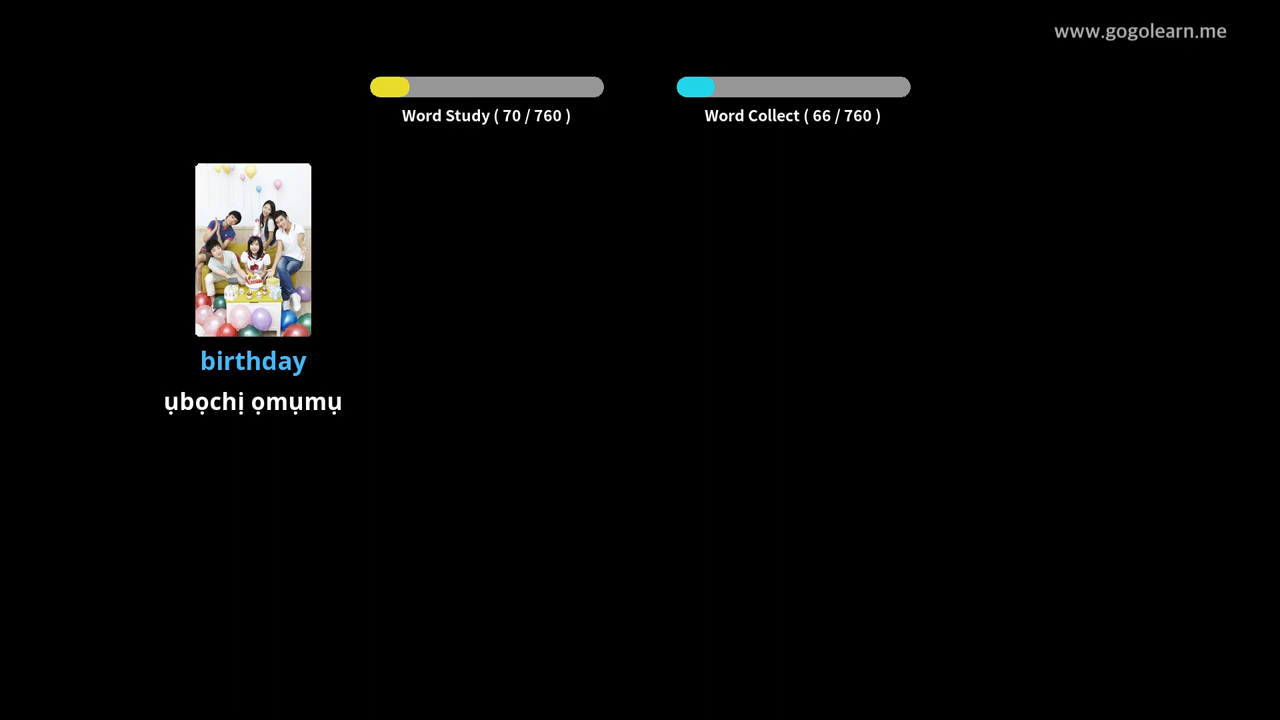 www.gogolearn.me
Word Study ( 70 / 760 )
Word Collect ( 66 / 760 )
birthday
ụbọchị ọmụmụ